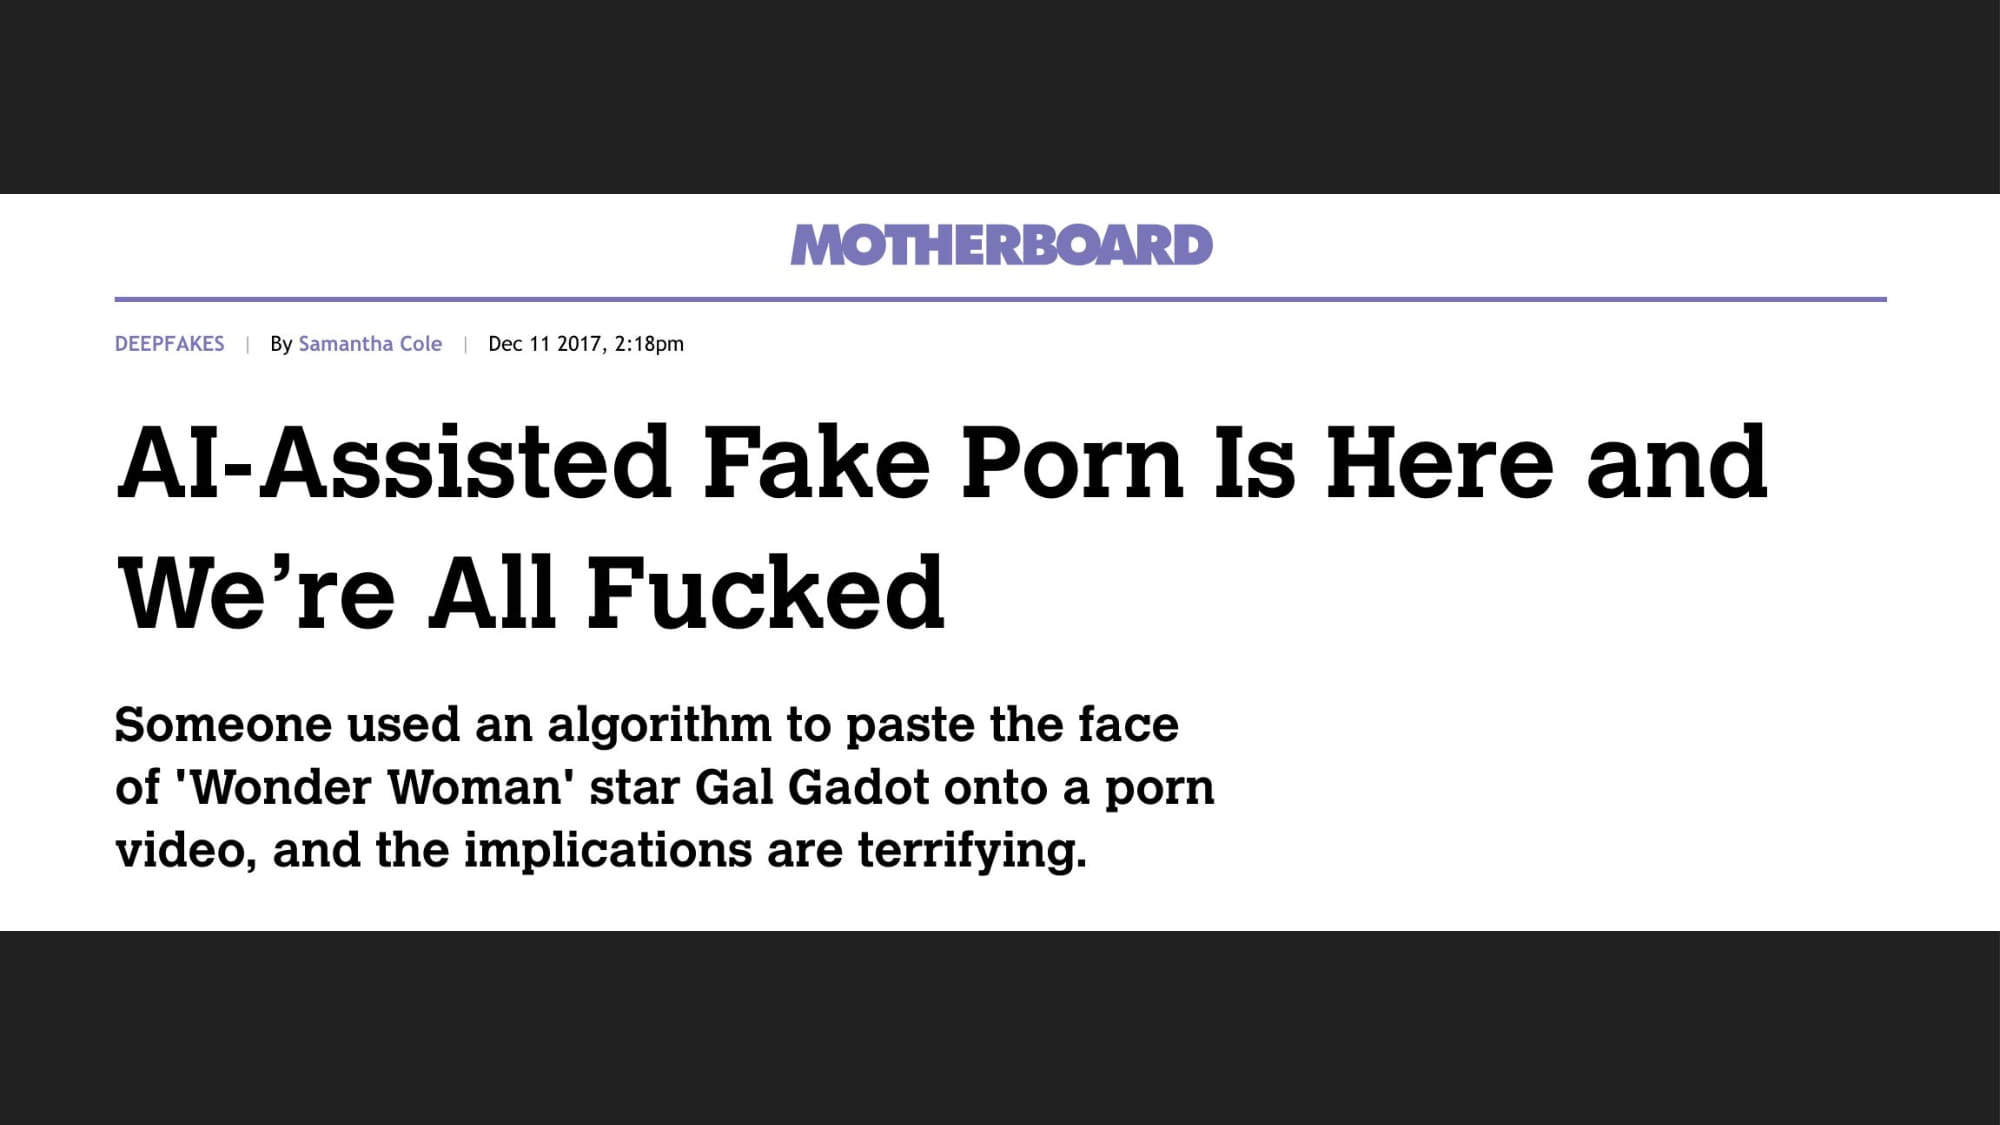 MOTHERBOARD
DEEPFAKES | By Samantha Cole | Dec 11 2017, 2:18pm
AI-Assisted Fake Porn Is Here and
We’re All Fucked
Someone used an algorithm to paste the face
of 'Wonder Woman' star Gal Gadot onto a porn
video, and the implications are terrifying.